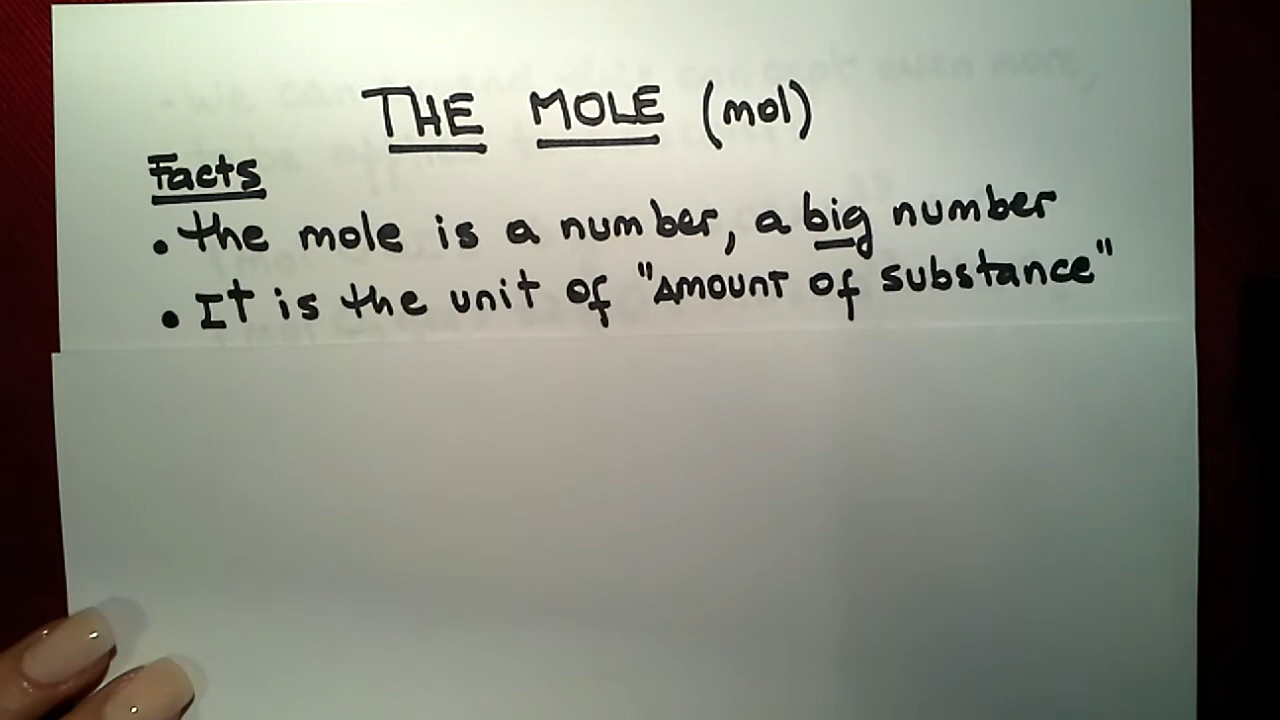 THE MOLE (mol)
Facts
• the mole is a number, a big number
• It is the unit of "AMOUNT of substance"